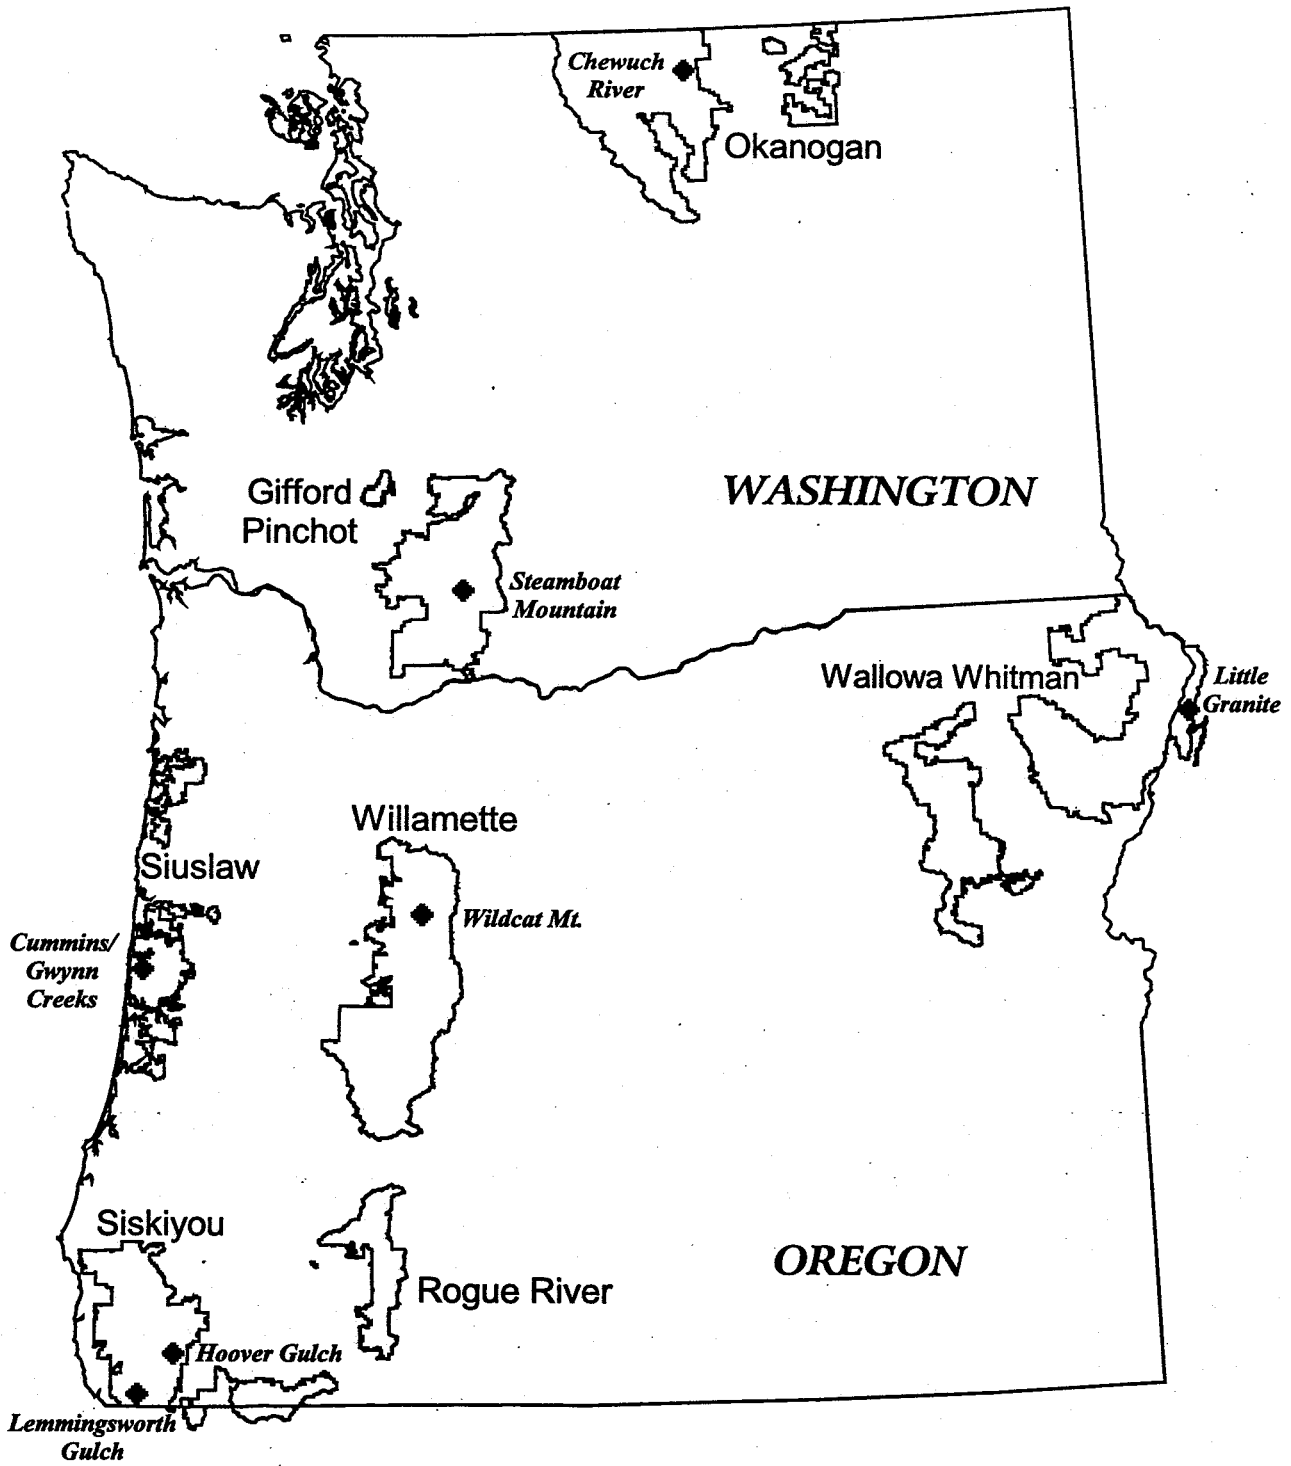 Chewuch
River
Okanogan
Gifford
Pinchot
WASHINGTON
Steamboat
Mountain
Wallowa Whitman
Little
Granite
Willamette
Siuslaw
Wildcat Mt.
Cummins/
Gwynn
Creeks
Siskiyou
OREGON
Rogue River
Hoover Gulch
Lemmingsworth
Gulch